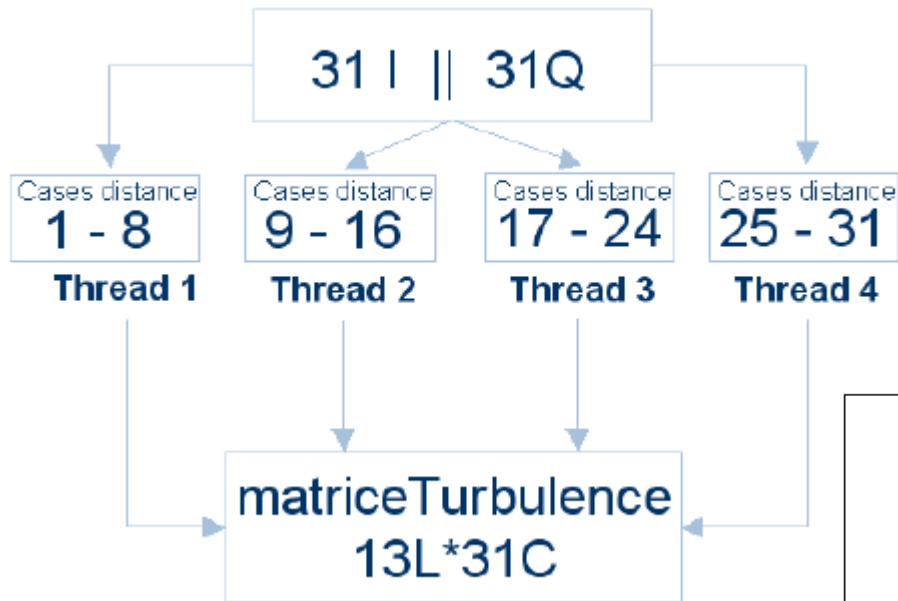 31 I || 31Q
Cases distance
1 - 8
Thread 1
Cases distance
9 - 16
Thread 2
Cases distance
17 - 24
Thread 3
Cases distance
25 - 31
Thread 4
matriceTurbulence
13L*31C